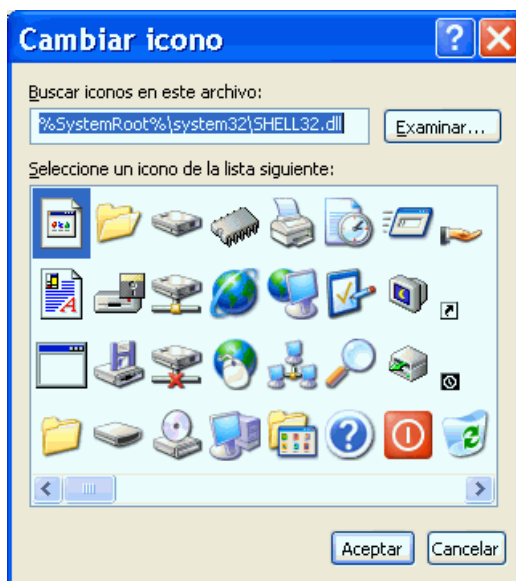 Cambiar icono
Buscar iconos en este archivo:
%SystemRoot%\system32\SHELL32.dll
Examinar...
Seleccione un icono de la lista siguiente:
Aceptar
Cancelar